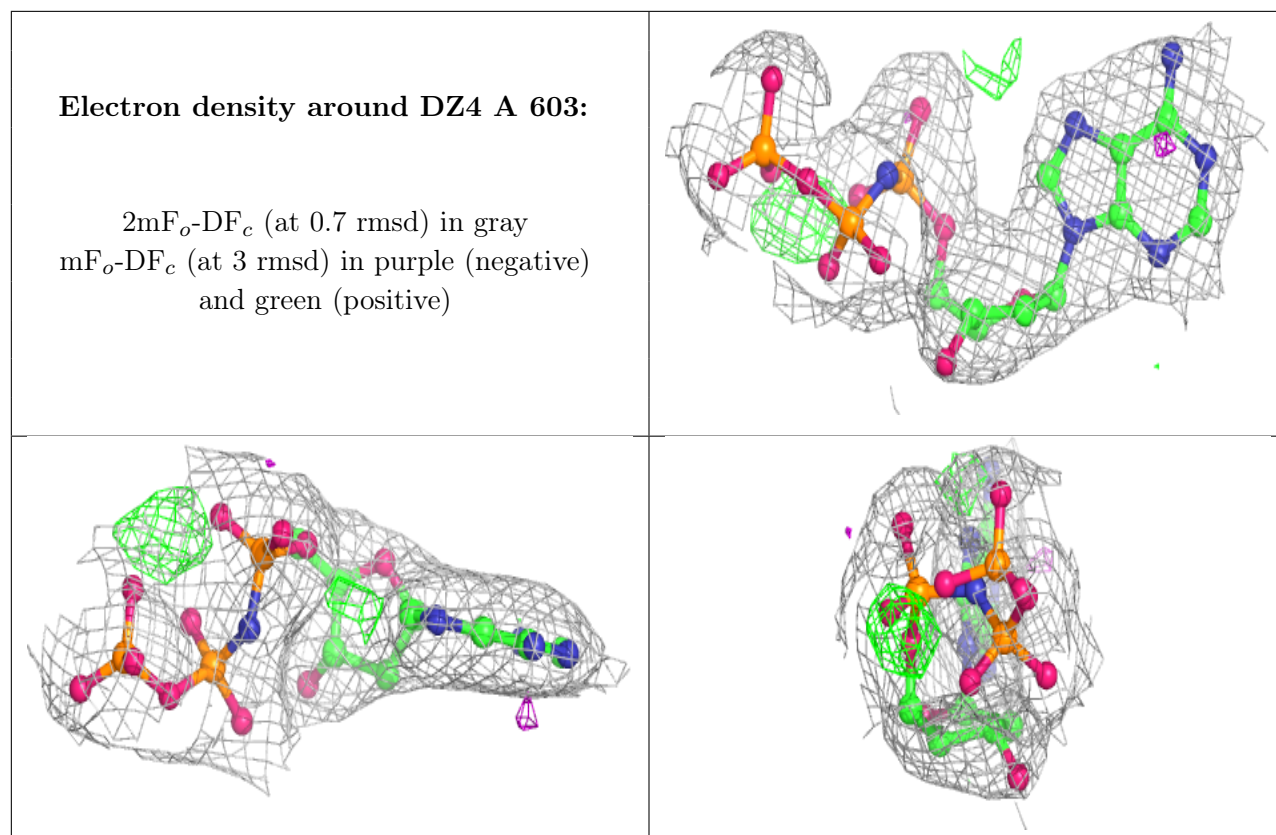 Electron density around DZ4 A 603:
2mFo-DFc (at 0.7 rmsd) in gray
mFo-DFc (at 3 rmsd) in purple (negative)
and green (positive)